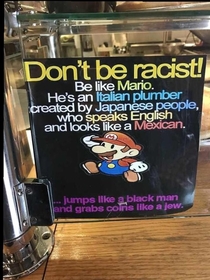 Don't be racist!
Be like Mario.
He's an Italian plumber
created by Japanese people,
who speaks English
and looks like a Mexican.
... jumps like a black man
and grabs coins like a jew.